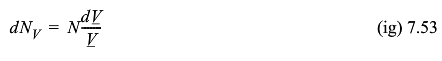 dN_V = N dV̲/V̲ (ig) 7.53